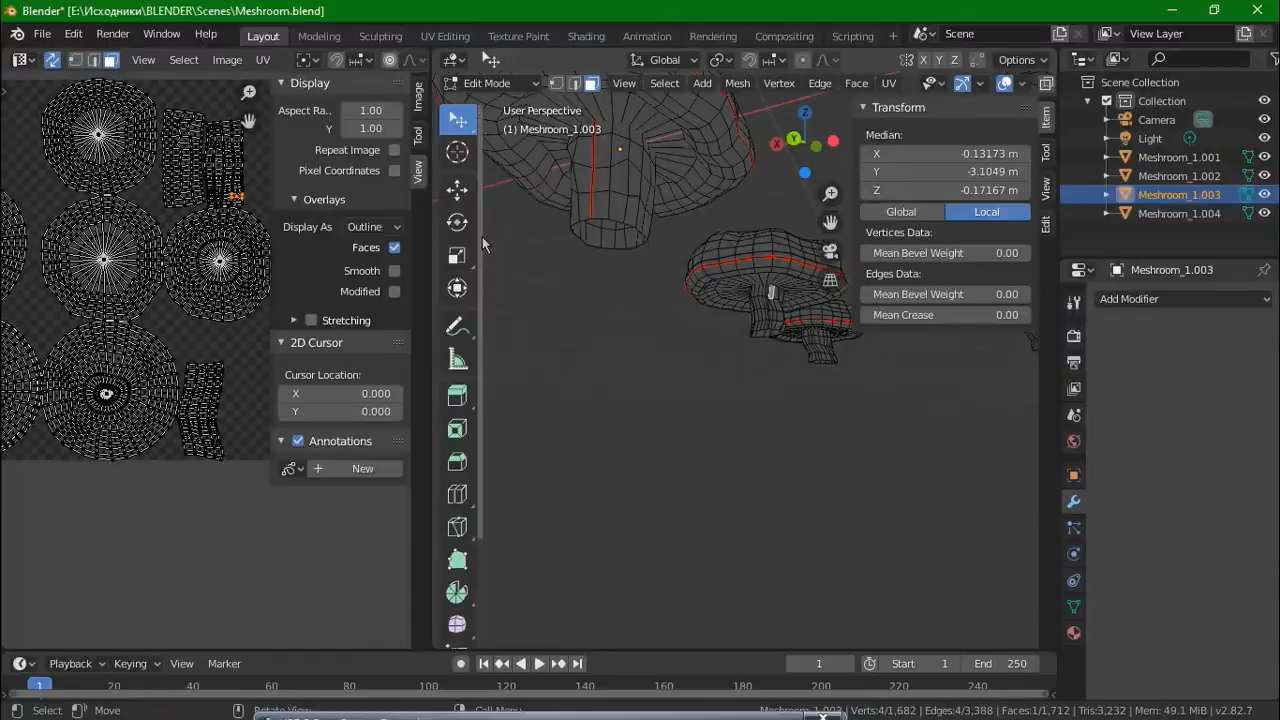 Blender* [E:\Исходники\BLENDER\Scenes\Meshroom.blend]
File Edit Render Window Help Layout Modeling Sculpting UV Editing Texture Paint Shading Animation Rendering Compositing Scripting + Scene View Layer
View Select Image UV Global Options
Edit Mode View Select Add Mesh Vertex Edge Face UV
Display
Aspect Ra.. 1.00
Y 1.00
Repeat Image
Pixel Coordinates
Overlays
Display As Outline
Faces
Smooth
Modified
Stretching
2D Cursor
Cursor Location:
X 0.000
Y 0.000
Annotations
+ New
Image
Tool
View
User Perspective
(1) Meshroom_1.003
Z
Y
X
Transform
Median:
X -0.13173 m
Y -3.1049 m
Z -0.17167 m
Global Local
Vertices Data:
Mean Bevel Weight 0.00
Edges Data:
Mean Bevel Weight 0.00
Mean Crease 0.00
Item
Tool
View
Edit
X Y Z
Scene Collection
Collection
Camera
Light
Meshroom_1.001
Meshroom_1.002
Meshroom_1.003
Meshroom_1.004
Meshroom_1.003
Add Modifier
Playback Keying View Marker 1 Start 1 End 250
1 20 40 60 80 100 120 140 160 180 200 220 240
Select Move Rotate View Call Menu Meshroom_1.003 | Verts:4/1,682 | Edges:4/3,388 | Faces:1/1,712 | Tris:3,232 | Mem: 49.1 MiB | v2.82.7